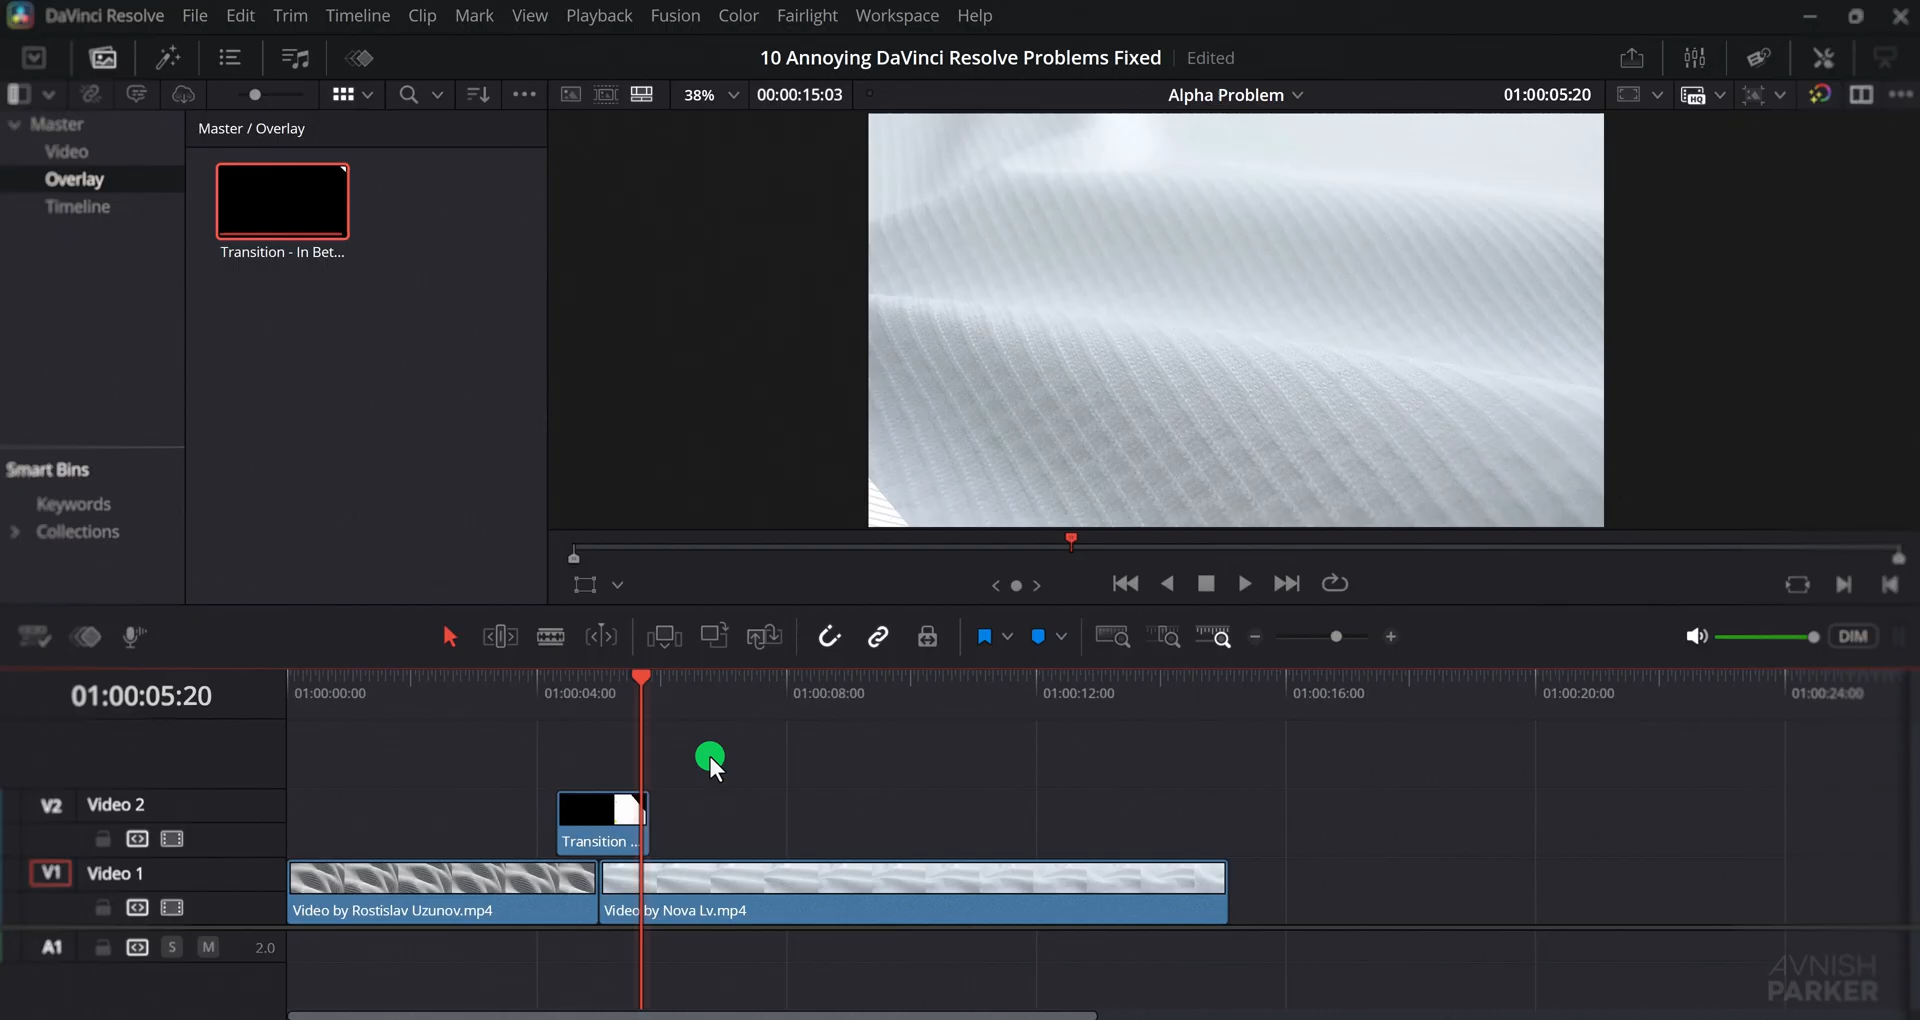 DaVinci Resolve File Edit Trim Timeline Clip Mark View Playback Fusion Color Fairlight Workspace Help
10 Annoying DaVinci Resolve Problems Fixed Edited
38% 00:00:15:03 Alpha Problem 01:00:05:20
HQ
Master
Video
Overlay
Timeline
Master / Overlay
Transition - In Bet...
Smart Bins
Keywords
Collections
DIM
01:00:05:20
01:00:00:00 01:00:04:00 01:00:08:00 01:00:12:00 01:00:16:00 01:00:20:00 01:00:24:00
V2 Video 2
Transition ...
V1 Video 1
Video by Rostislav Uzunov.mp4 Video by Nova Lv.mp4
A1 S M 2.0
AVNISH
PARKER